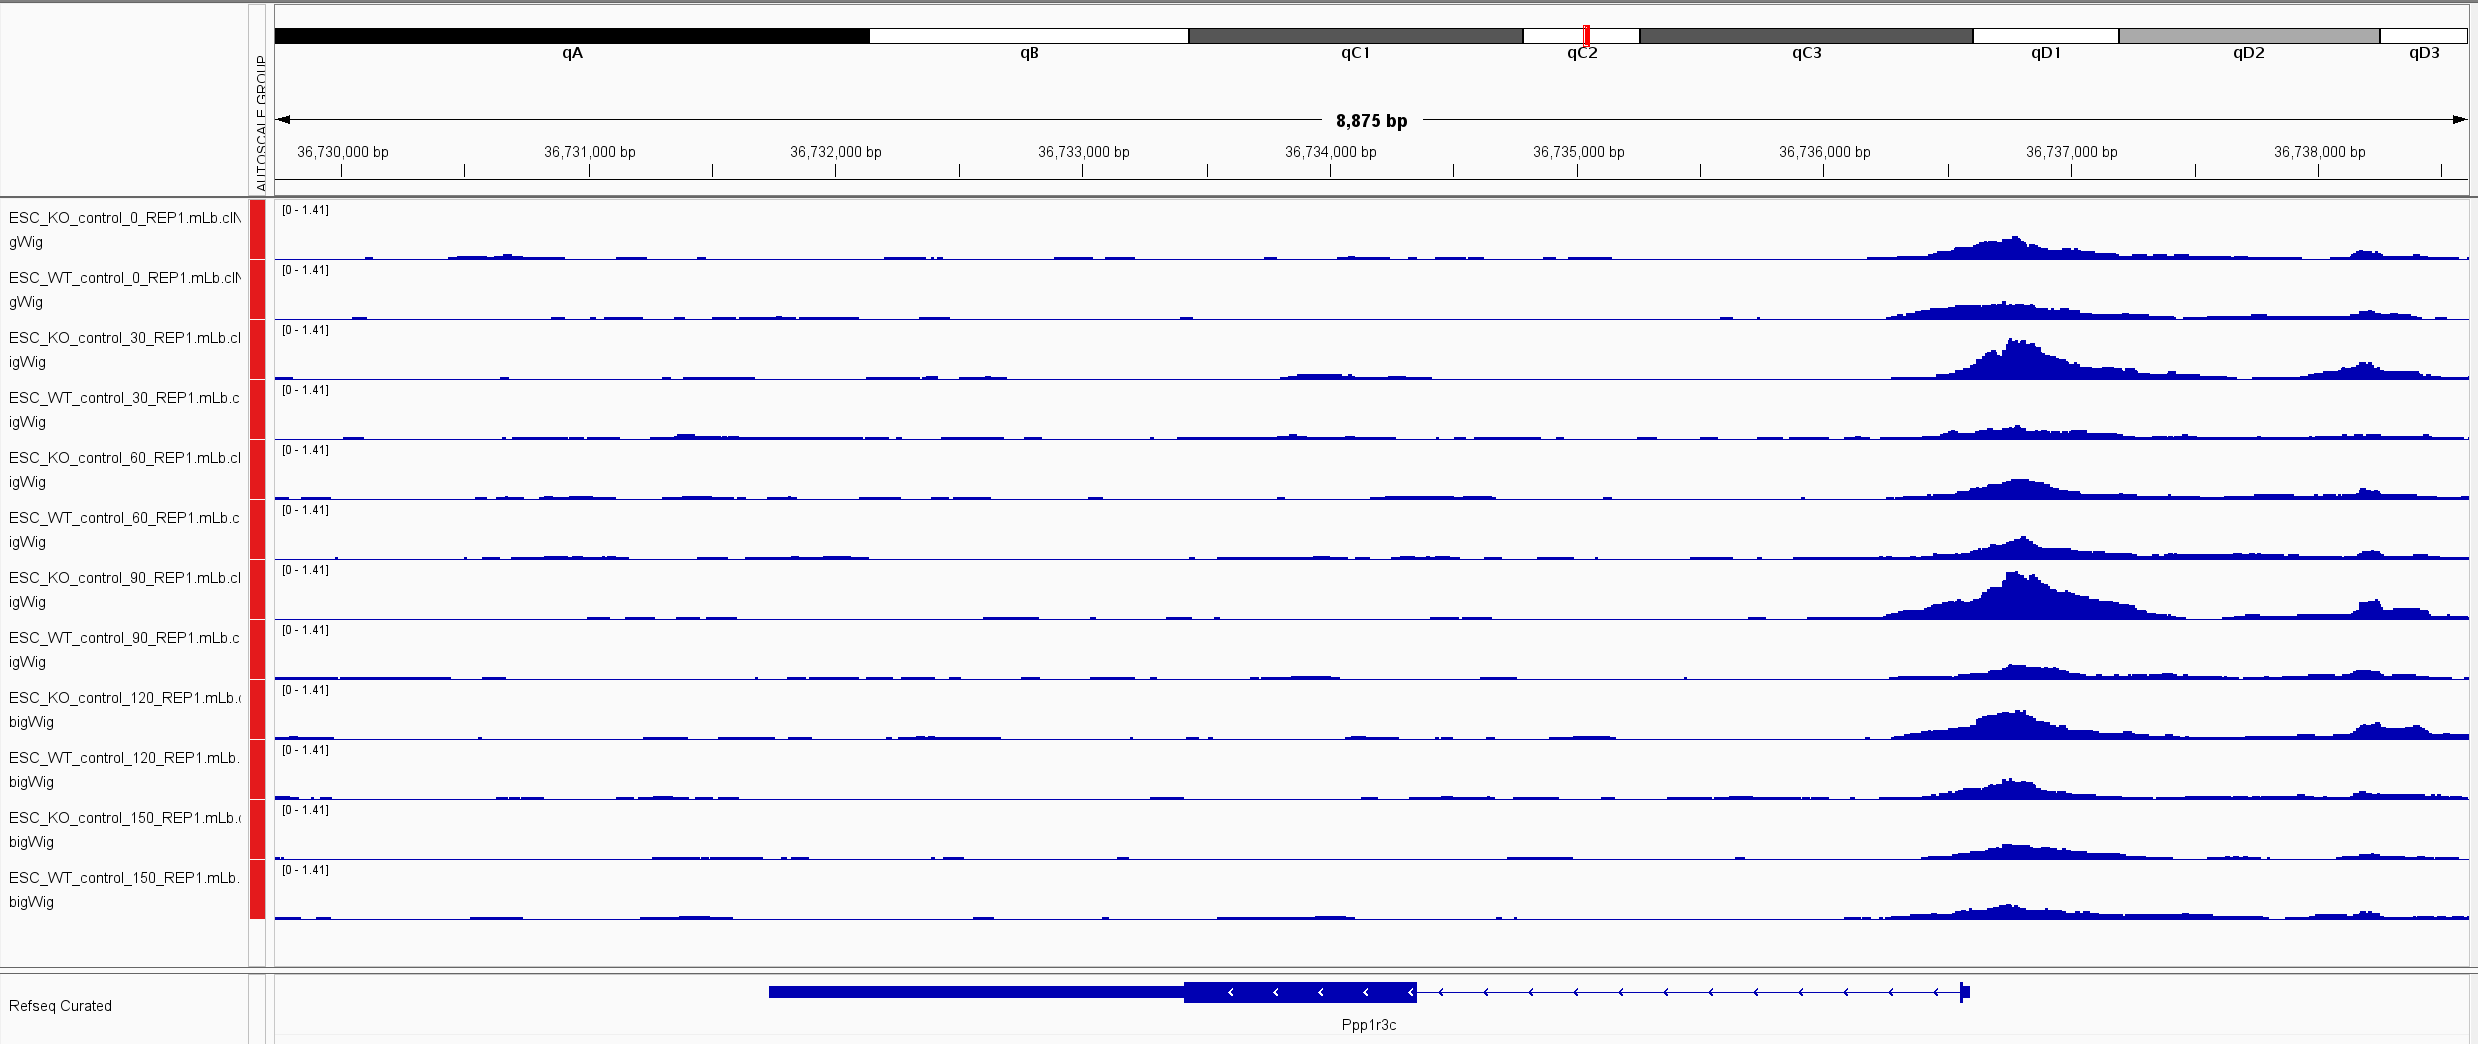 qA qB qC1 qC2 qC3 qD1 qD2 qD3
8,875 bp
36,730,000 bp 36,731,000 bp 36,732,000 bp 36,733,000 bp 36,734,000 bp 36,735,000 bp 36,736,000 bp 36,737,000 bp 36,738,000 bp
AUTOSCALE GROUP
ESC_KO_control_0_REP1.mLb.clN
gWig
[0 - 1.41]
ESC_WT_control_0_REP1.mLb.clN
gWig
[0 - 1.41]
ESC_KO_control_30_REP1.mLb.cl
igWig
[0 - 1.41]
ESC_WT_control_30_REP1.mLb.c
igWig
[0 - 1.41]
ESC_KO_control_60_REP1.mLb.cl
igWig
[0 - 1.41]
ESC_WT_control_60_REP1.mLb.c
igWig
[0 - 1.41]
ESC_KO_control_90_REP1.mLb.cl
igWig
[0 - 1.41]
ESC_WT_control_90_REP1.mLb.c
igWig
[0 - 1.41]
ESC_KO_control_120_REP1.mLb.c
bigWig
[0 - 1.41]
ESC_WT_control_120_REP1.mLb.
bigWig
[0 - 1.41]
ESC_KO_control_150_REP1.mLb.c
bigWig
[0 - 1.41]
ESC_WT_control_150_REP1.mLb.
bigWig
[0 - 1.41]
Refseq Curated
Ppp1r3c